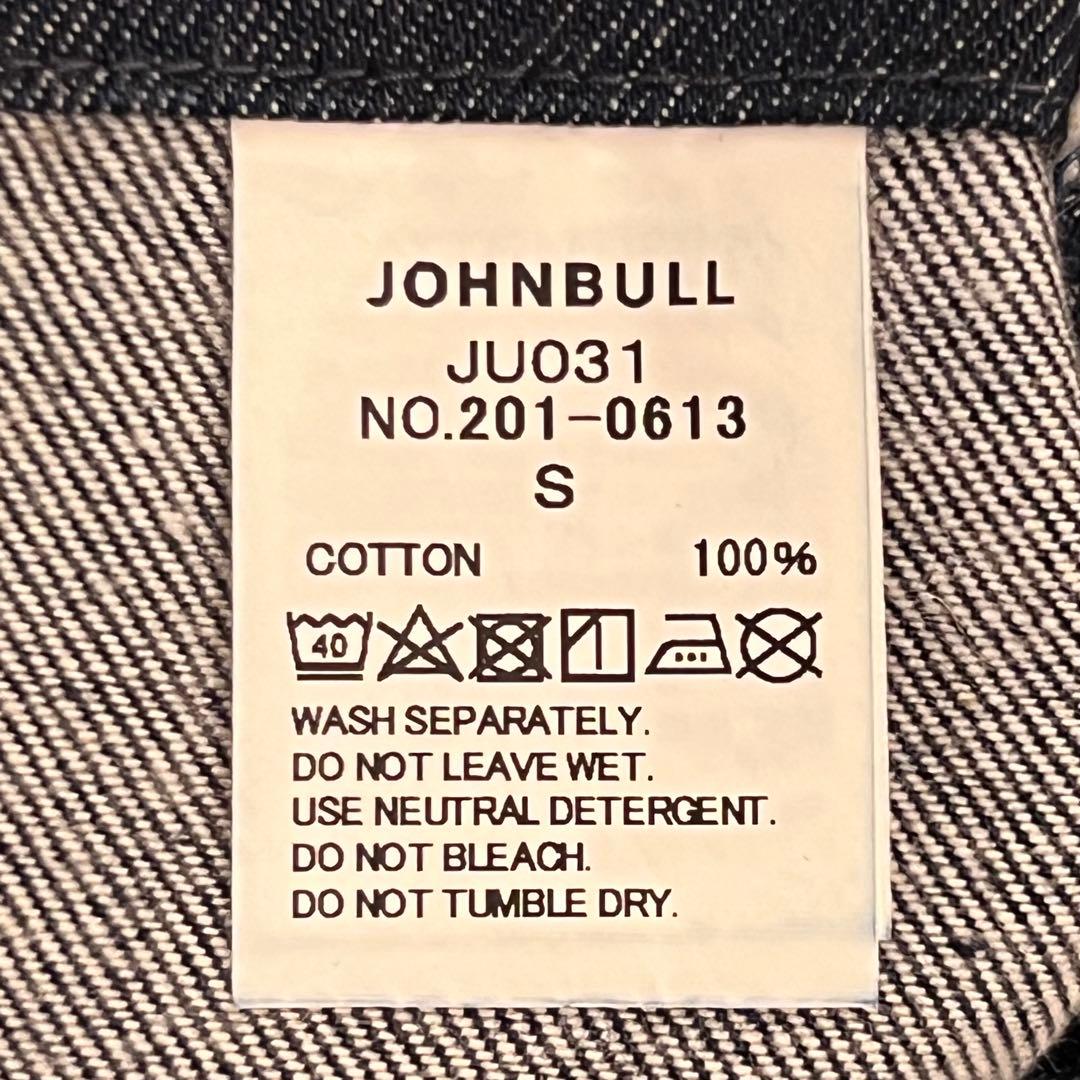 JOHNBULL
JU031
NO.201-0613
S
COTTON 100%
40
WASH SEPARATELY.
DO NOT LEAVE WET.
USE NEUTRAL DETERGENT.
DO NOT BLEACH.
DO NOT TUMBLE DRY.